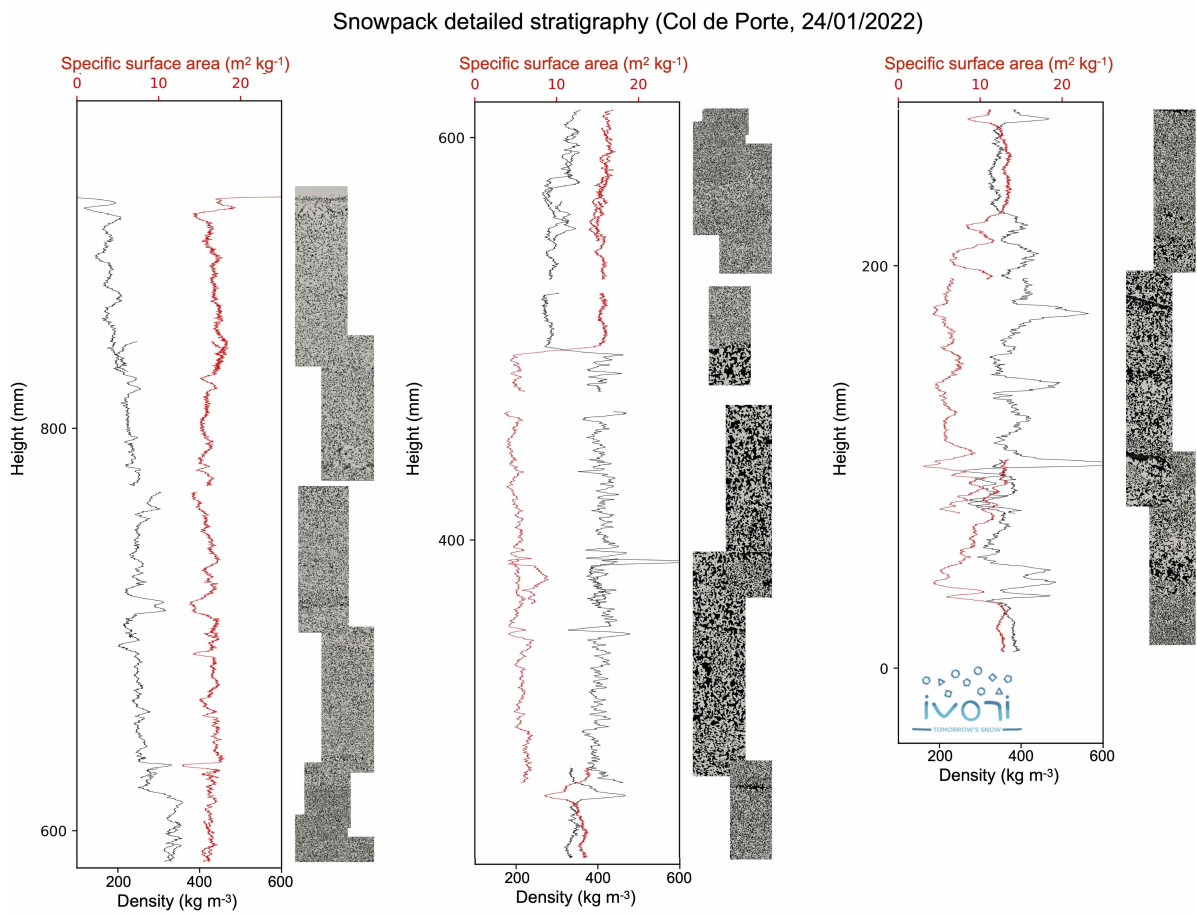 Snowpack detailed stratigraphy (Col de Porte, 24/01/2022)
Specific surface area (m² kg⁻¹)
0 10 20
Height (mm)
800
600
200 400 600
Density (kg m⁻³)
Specific surface area (m² kg⁻¹)
0 10 20
600
Height (mm)
400
200 400 600
Density (kg m⁻³)
Specific surface area (m² kg⁻¹)
0 10 20
200
Height (mm)
0
ivori
TOMORROW'S SNOW
200 400 600
Density (kg m⁻³)